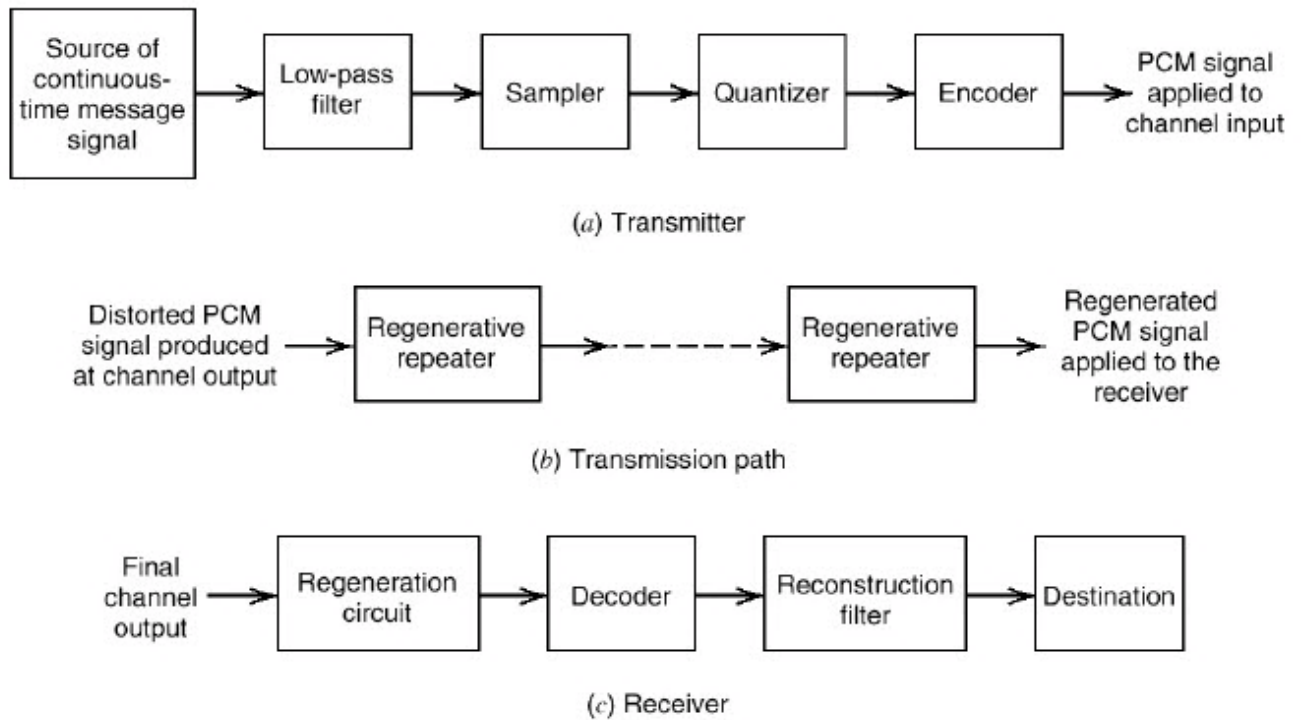 Source of
continuous-
time message
signal
Low-pass
filter
Sampler
Quantizer
Encoder
PCM signal
applied to
channel input
(a) Transmitter
Distorted PCM
signal produced
at channel output
Regenerative
repeater
Regenerative
repeater
Regenerated
PCM signal
applied to the
receiver
(b) Transmission path
Final
channel
output
Regeneration
circuit
Decoder
Reconstruction
filter
Destination
(c) Receiver